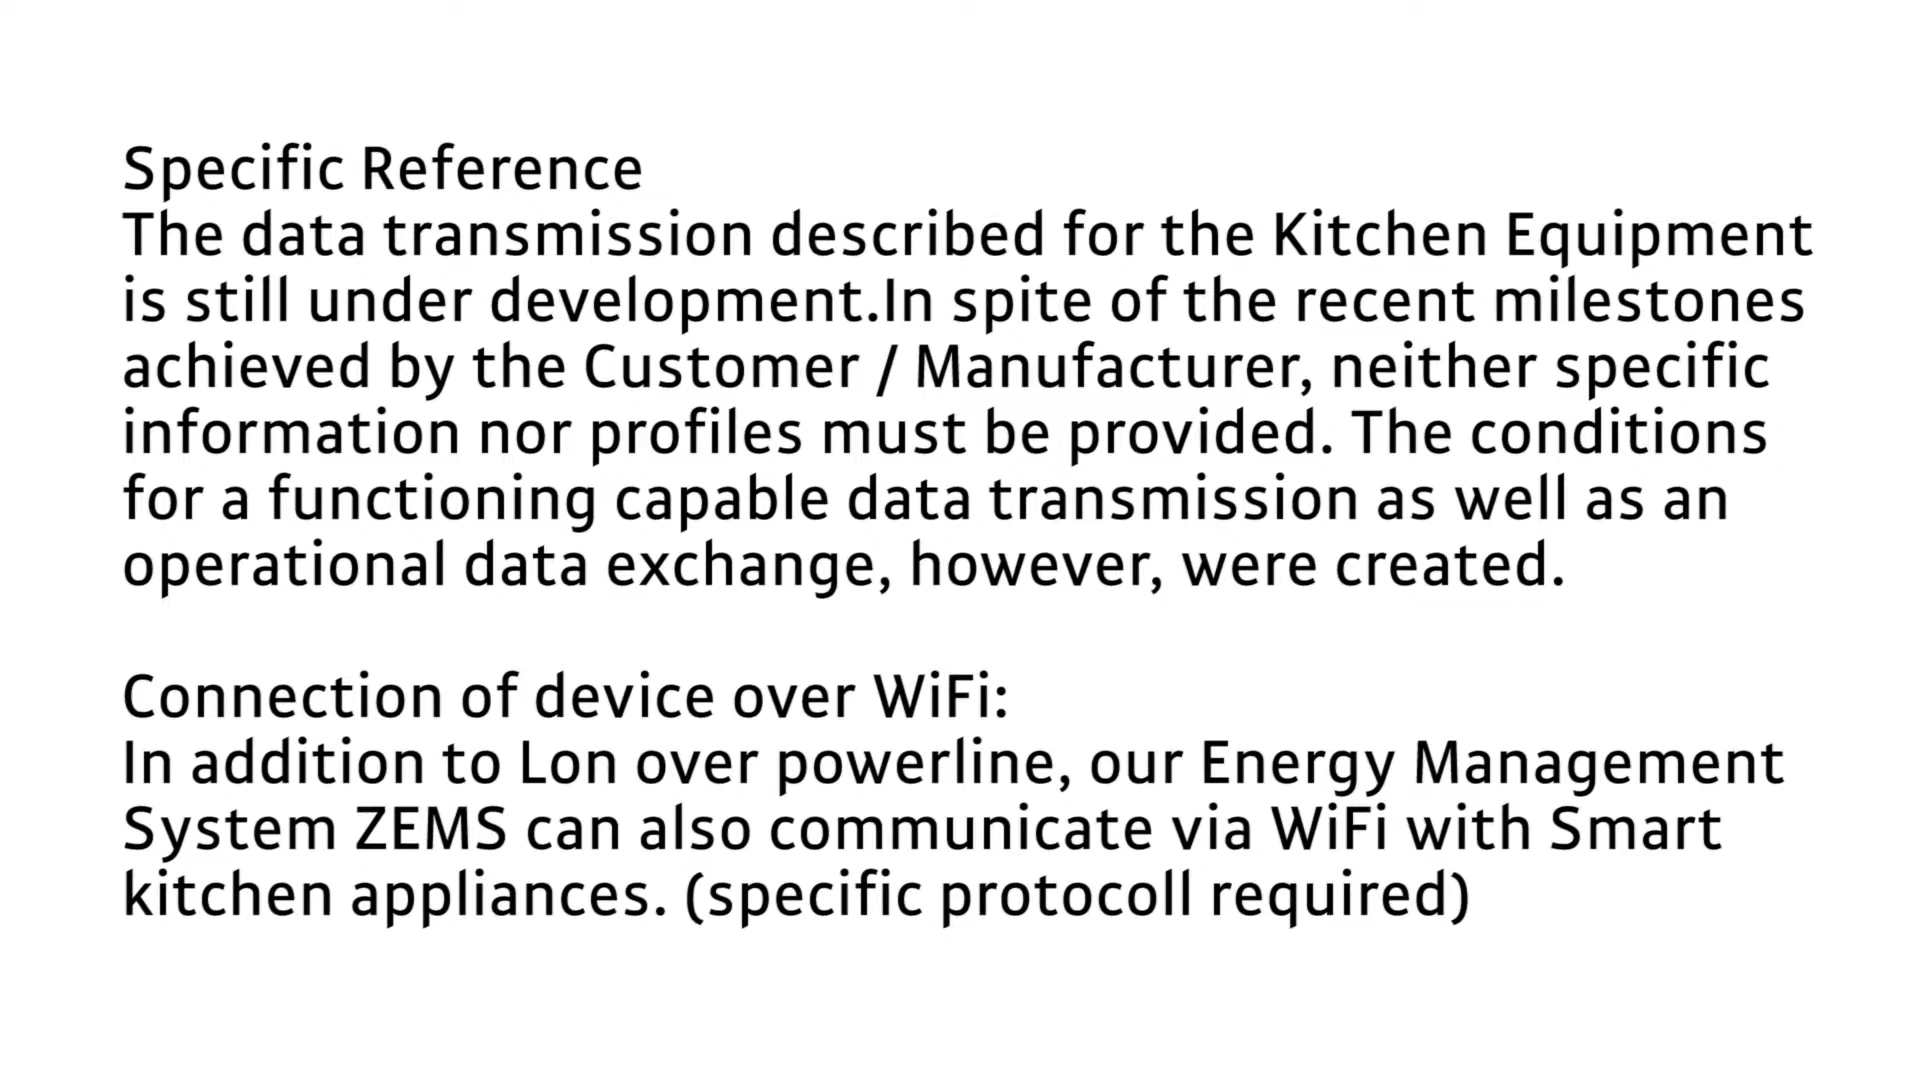 Specific Reference
The data transmission described for the Kitchen Equipment
is still under development.In spite of the recent milestones
achieved by the Customer / Manufacturer, neither specific
information nor profiles must be provided. The conditions
for a functioning capable data transmission as well as an
operational data exchange, however, were created.
Connection of device over WiFi:
In addition to Lon over powerline, our Energy Management
System ZEMS can also communicate via WiFi with Smart
kitchen appliances. (specific protocoll required)